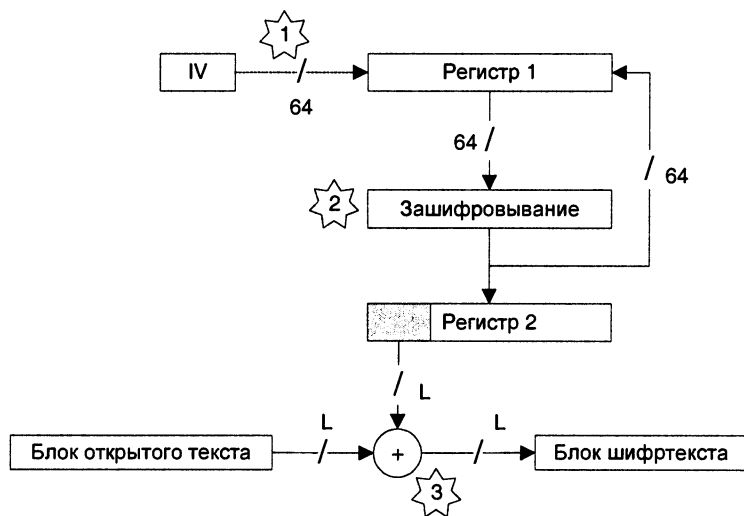 1
IV
Регистр 1
64
64
64
2
Зашифровывание
Регистр 2
L
L
L
Блок открытого текста
+
Блок шифртекста
3